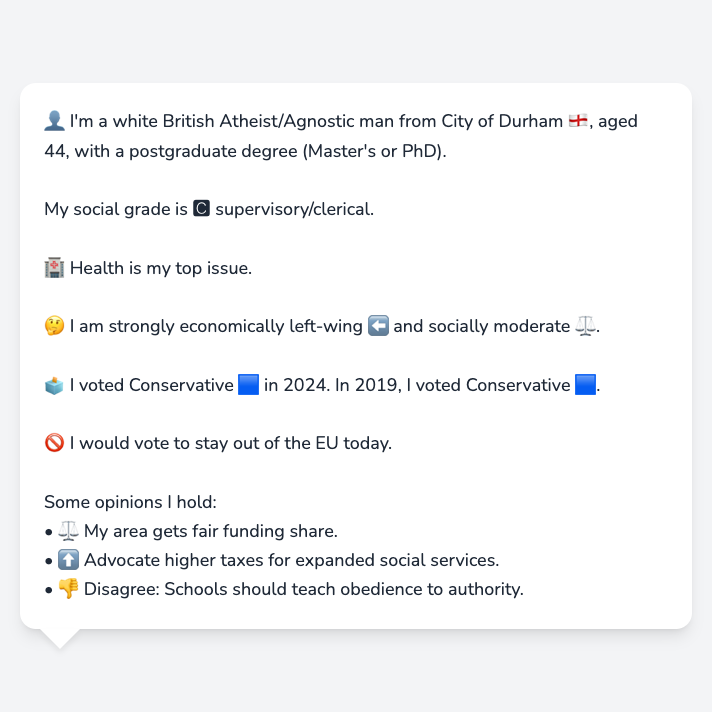 👤 I'm a white British Atheist/Agnostic man from City of Durham 🏴󠁧󠁢󠁥󠁮󠁧󠁿, aged
44, with a postgraduate degree (Master's or PhD).
My social grade is 🅲 supervisory/clerical.
🏥 Health is my top issue.
🤔 I am strongly economically left-wing ⬅️ and socially moderate ⚖️.
🗳️ I voted Conservative 🟦 in 2024. In 2019, I voted Conservative 🟦.
🚫 I would vote to stay out of the EU today.
Some opinions I hold:
• ⚖️ My area gets fair funding share.
• ⬆️ Advocate higher taxes for expanded social services.
• 👎 Disagree: Schools should teach obedience to authority.